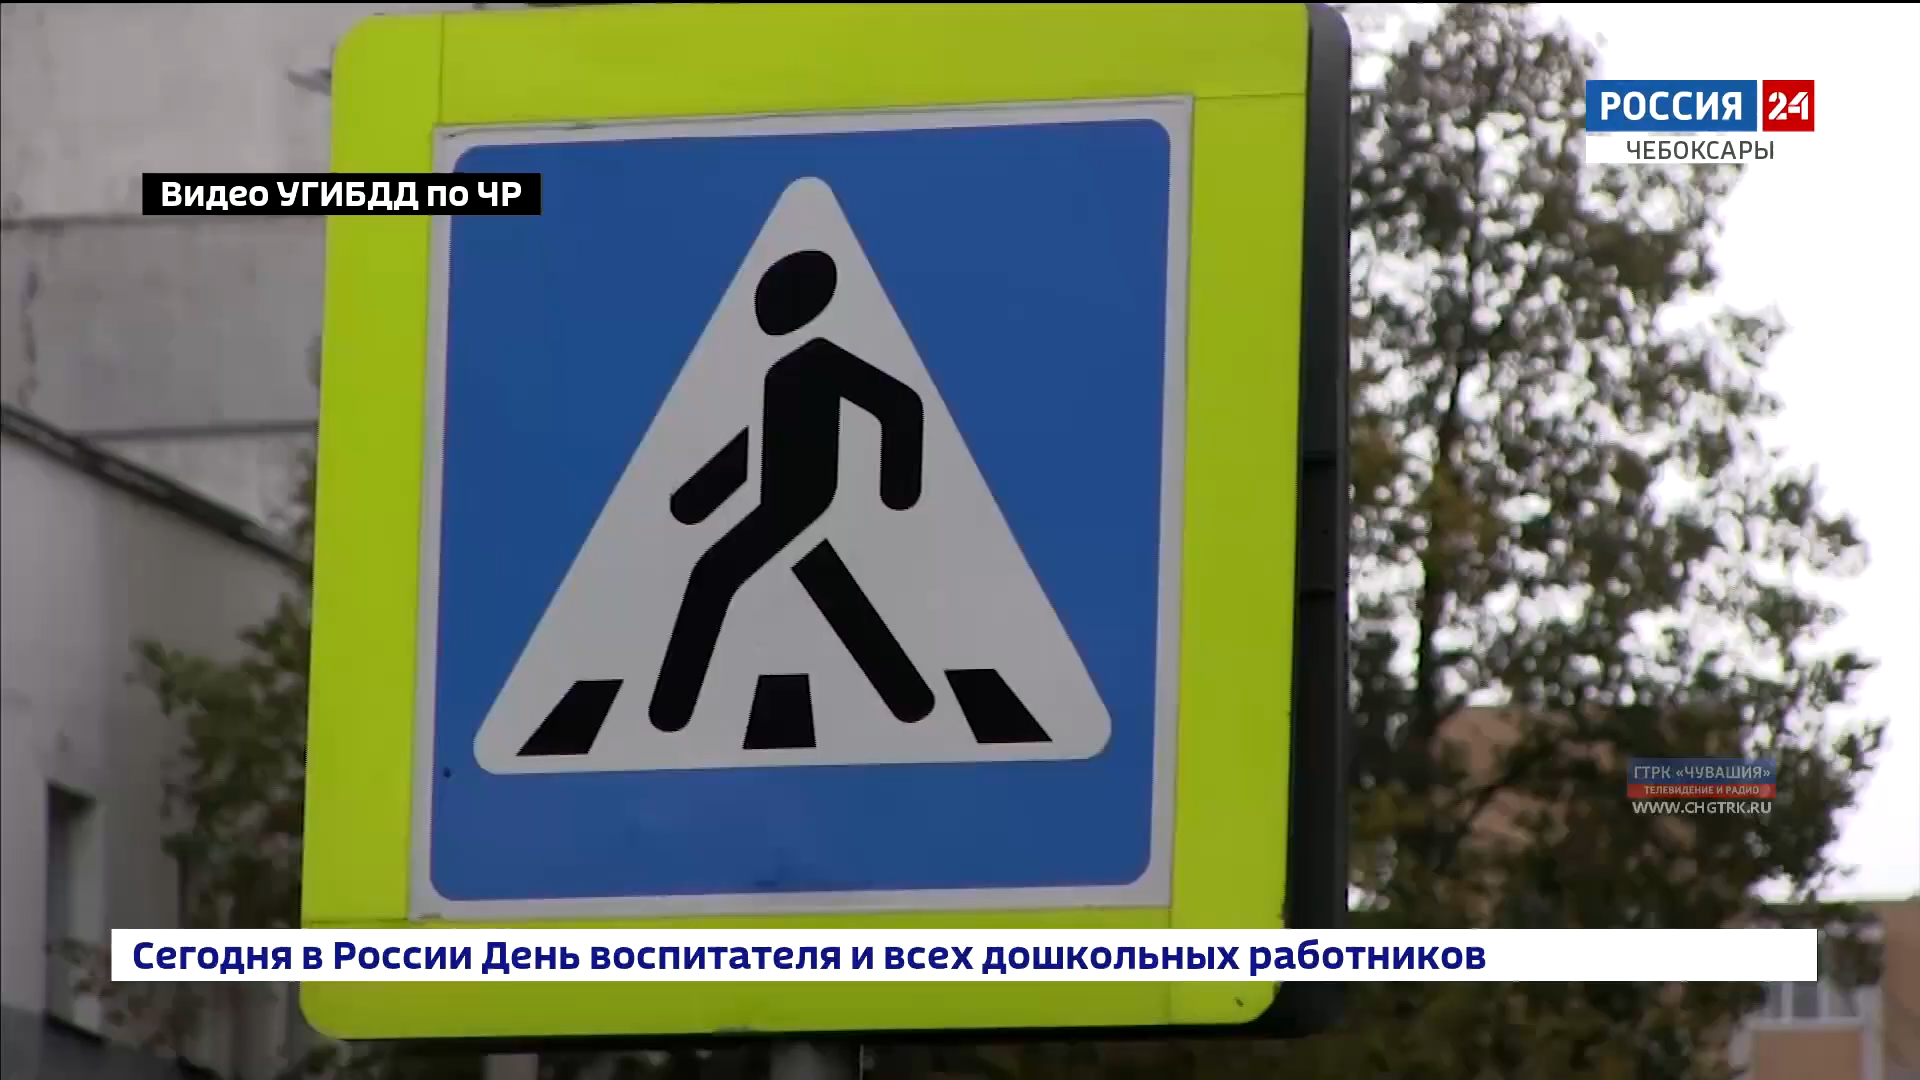 РОССИЯ 24
ЧЕБОКСАРЫ
Видео УГИБДД по ЧР
ГТРК «ЧУВАШИЯ»
ТЕЛЕВИДЕНИЕ И РАДИО
WWW.CHGTRK.RU
Сегодня в России День воспитателя и всех дошкольных работников